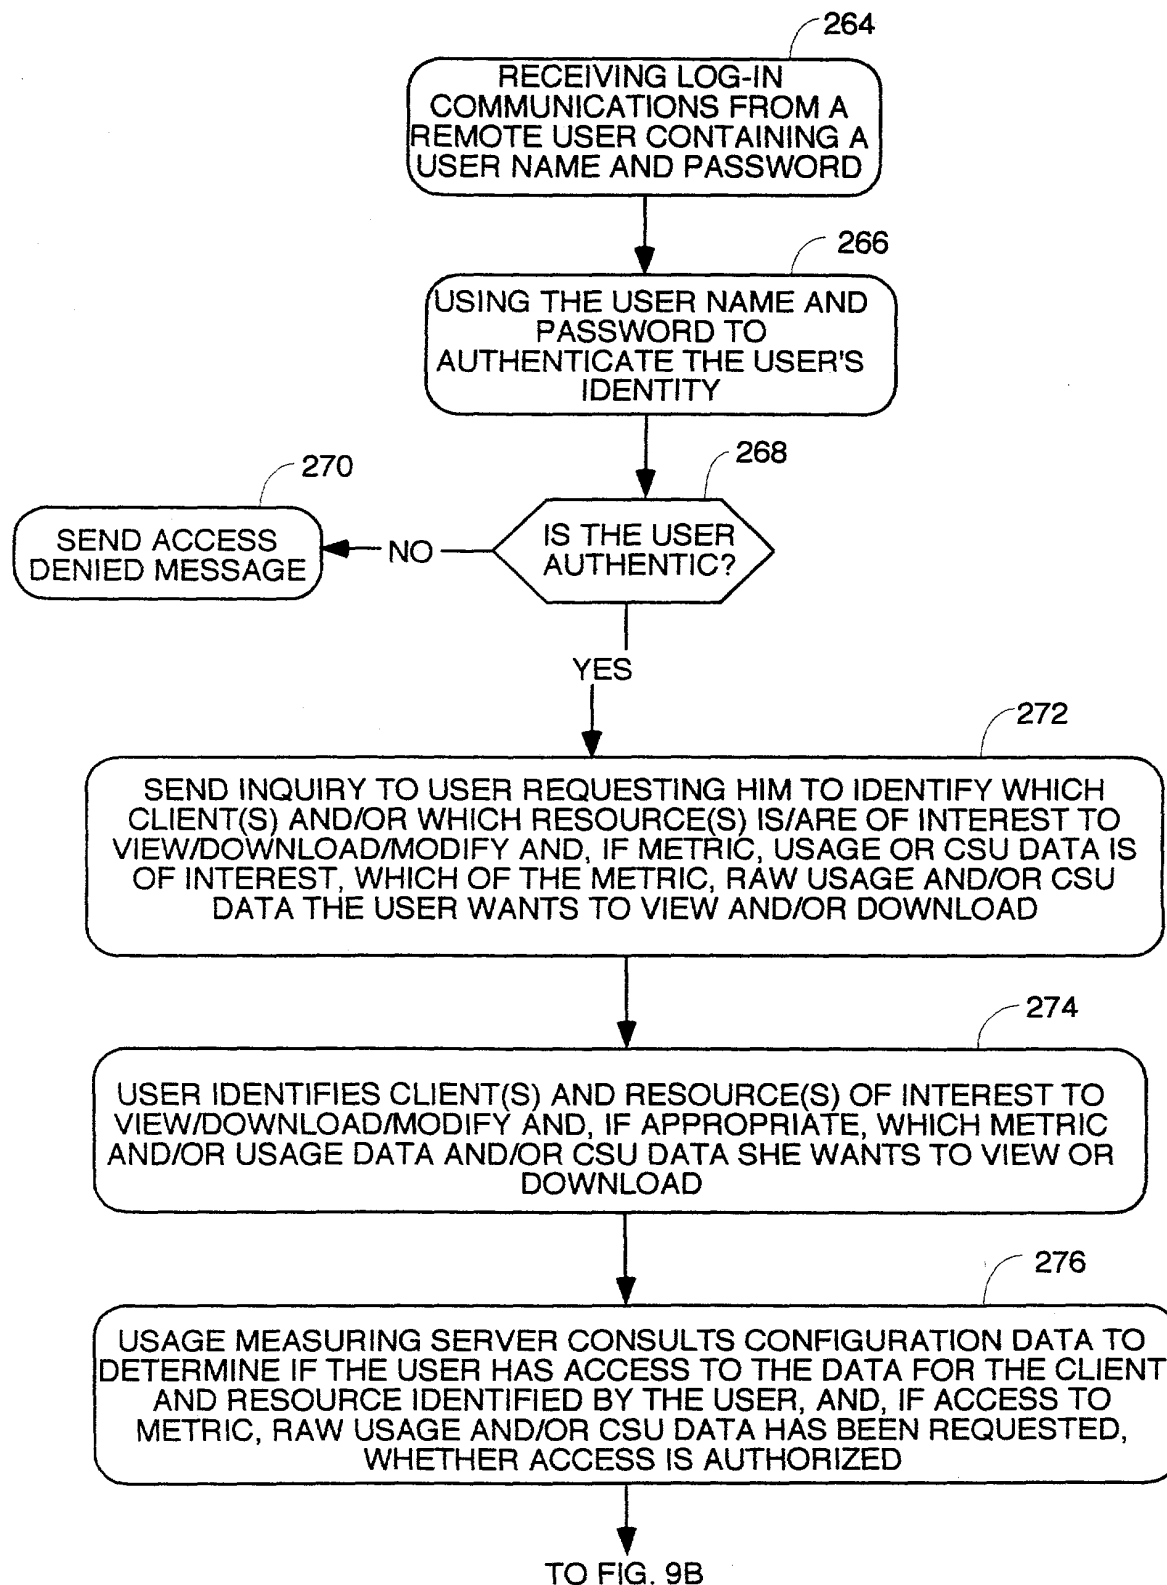 264
RECEIVING LOG-IN
COMMUNICATIONS FROM A
REMOTE USER CONTAINING A
USER NAME AND PASSWORD
266
USING THE USER NAME AND
PASSWORD TO
AUTHENTICATE THE USER'S
IDENTITY
268
IS THE USER
AUTHENTIC?
NO
270
SEND ACCESS
DENIED MESSAGE
YES
272
SEND INQUIRY TO USER REQUESTING HIM TO IDENTIFY WHICH
CLIENT(S) AND/OR WHICH RESOURCE(S) IS/ARE OF INTEREST TO
VIEW/DOWNLOAD/MODIFY AND, IF METRIC, USAGE OR CSU DATA IS
OF INTEREST, WHICH OF THE METRIC, RAW USAGE AND/OR CSU
DATA THE USER WANTS TO VIEW AND/OR DOWNLOAD
274
USER IDENTIFIES CLIENT(S) AND RESOURCE(S) OF INTEREST TO
VIEW/DOWNLOAD/MODIFY AND, IF APPROPRIATE, WHICH METRIC
AND/OR USAGE DATA AND/OR CSU DATA SHE WANTS TO VIEW OR
DOWNLOAD
276
USAGE MEASURING SERVER CONSULTS CONFIGURATION DATA TO
DETERMINE IF THE USER HAS ACCESS TO THE DATA FOR THE CLIENT
AND RESOURCE IDENTIFIED BY THE USER, AND, IF ACCESS TO
METRIC, RAW USAGE AND/OR CSU DATA HAS BEEN REQUESTED,
WHETHER ACCESS IS AUTHORIZED
TO FIG. 9B